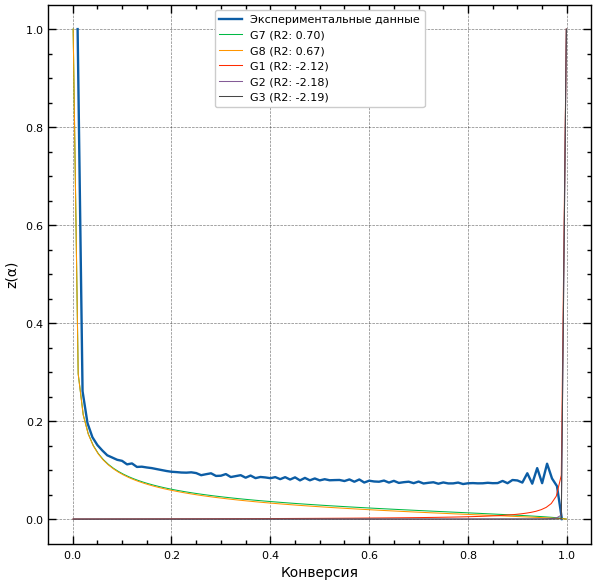 Экспериментальные данные
G7 (R2: 0.70)
G8 (R2: 0.67)
G1 (R2: -2.12)
G2 (R2: -2.18)
G3 (R2: -2.19)
1.0
0.8
0.6
0.4
0.2
0.0
z(α)
0.0 0.2 0.4 0.6 0.8 1.0
Конверсия